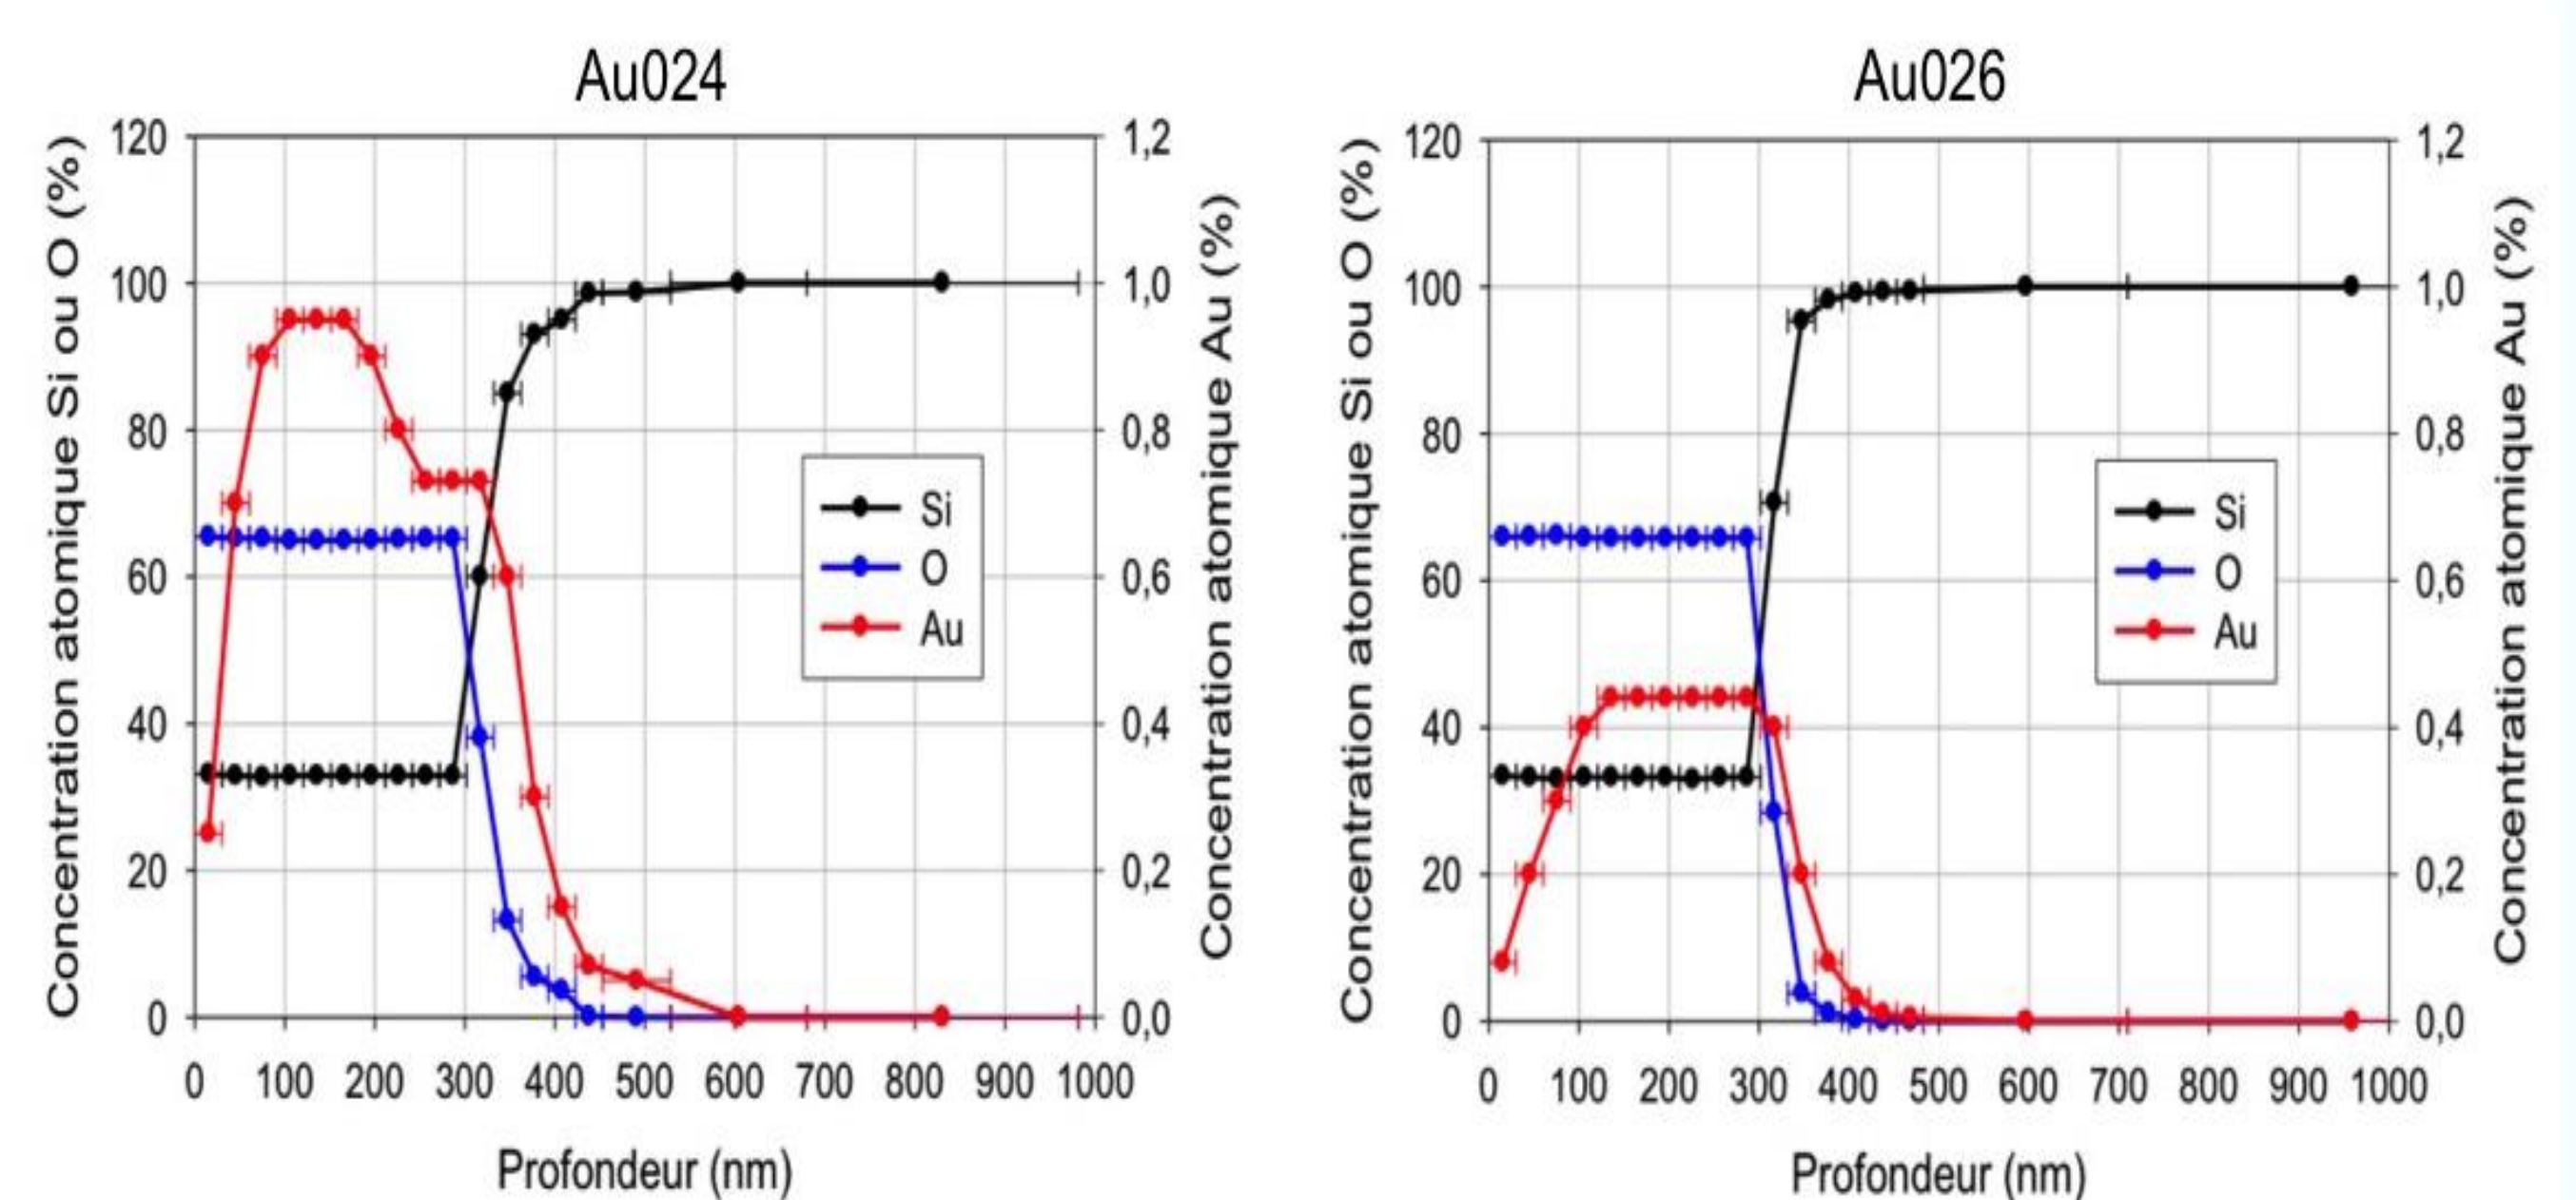 Au024
Concentration atomique Si ou O (%)
120
100
80
60
40
20
0
1,2
1,0
0,8
0,6
0,4
0,2
0,0
Concentration atomique Au (%)
Si
O
Au
0 100 200 300 400 500 600 700 800 900 1000
Profondeur (nm)
Au026
Concentration atomique Si ou O (%)
120
100
80
60
40
20
0
1,2
1,0
0,8
0,6
0,4
0,2
0,0
Concentration atomique Au (%)
Si
O
Au
0 100 200 300 400 500 600 700 800 900 1000
Profondeur (nm)